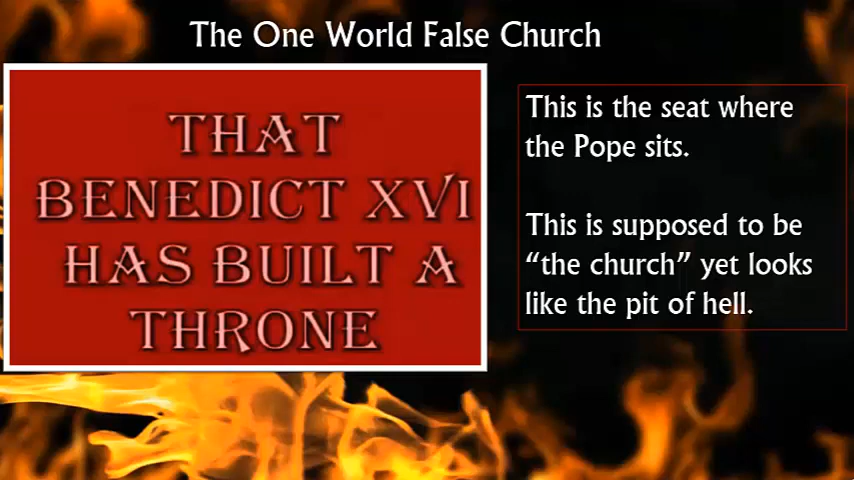 The One World False Church
THAT
BENEDICT XVI
HAS BUILT A
THRONE
This is the seat where
the Pope sits.
This is supposed to be
“the church” yet looks
like the pit of hell.